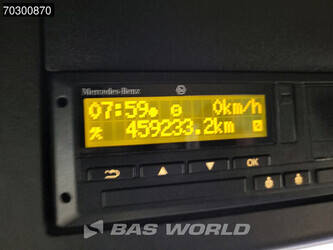 70300870
Mercedes-Benz
07:59 0km/h
459233.2km
OK
BAS WORLD